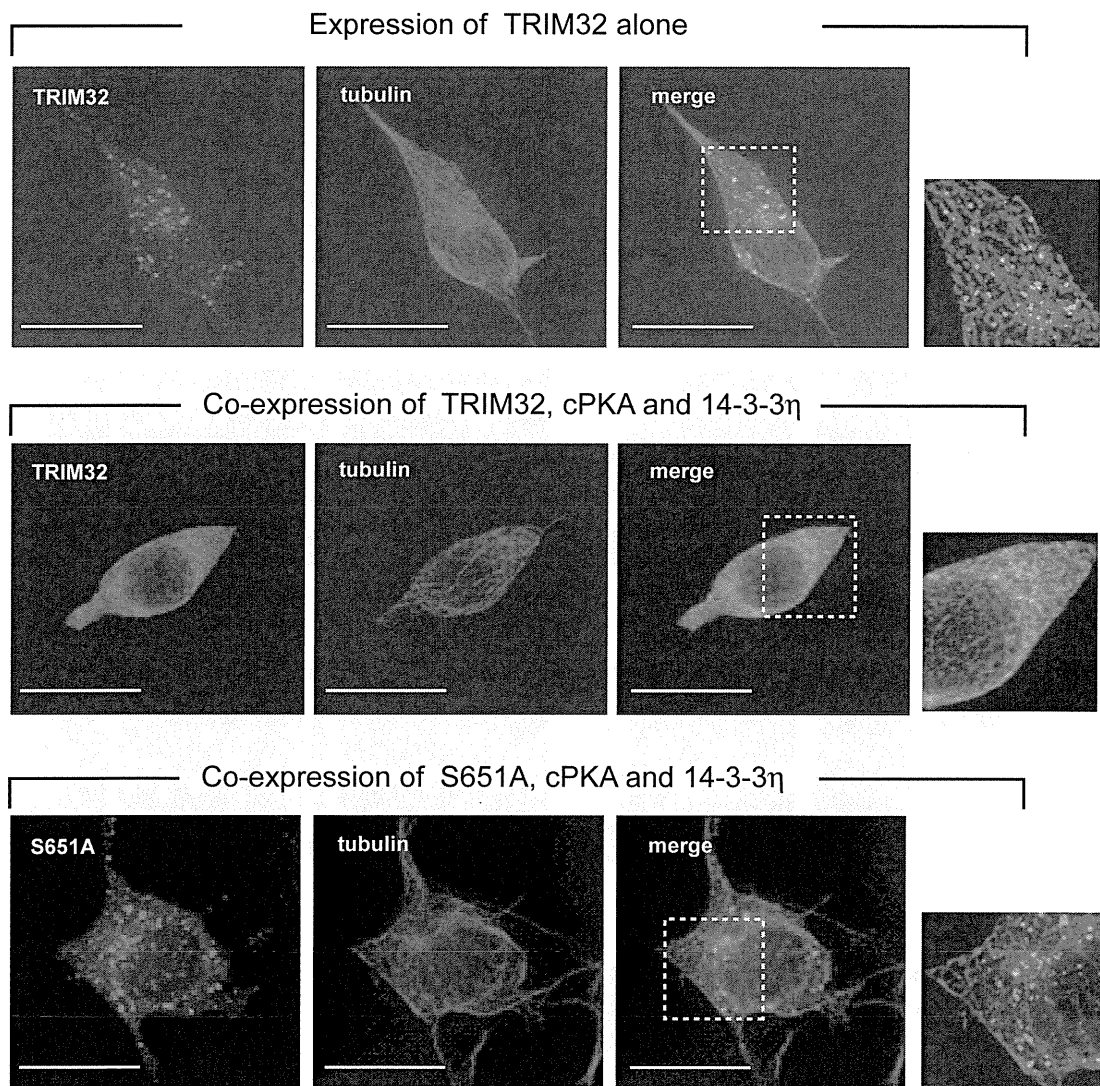 Expression of TRIM32 alone
TRIM32
tubulin
merge
Co-expression of TRIM32, cPKA and 14-3-3η
TRIM32
tubulin
merge
Co-expression of S651A, cPKA and 14-3-3η
S651A
tubulin
merge